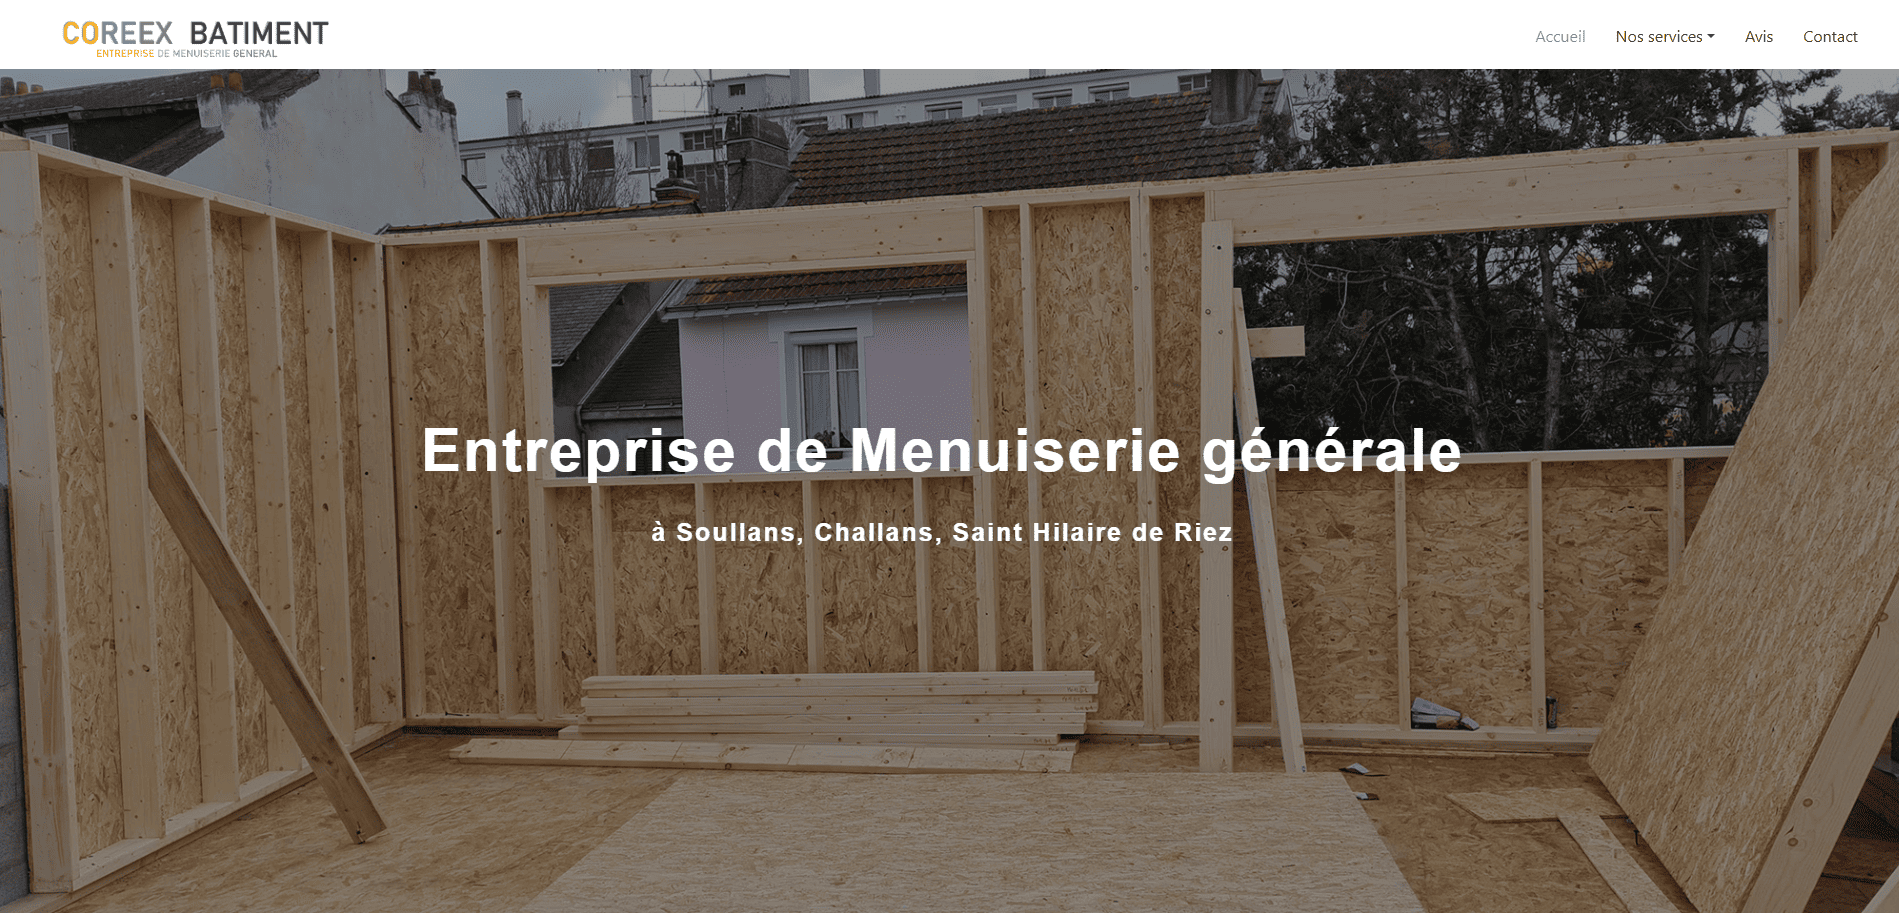 COREEX BATIMENT
ENTREPRISE DE MENUISERIE GENERAL
Accueil
Nos services
Avis
Contact
Entreprise de Menuiserie générale
à Soullans, Challans, Saint Hilaire de Riez